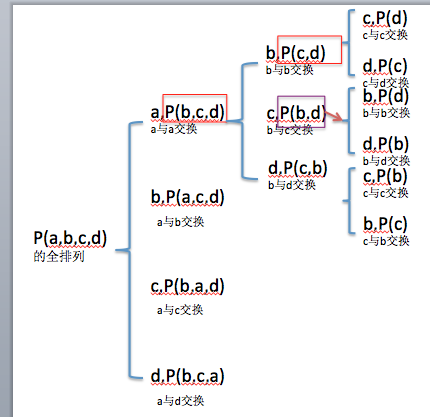 P(a,b,c,d)
的全排列
a,P(b,c,d)
a与a交换
b,P(a,c,d)
a与b交换
c,P(b,a,d)
a与c交换
d,P(b,c,a)
a与d交换
b,P(c,d)
b与b交换
c,P(b,d)
b与c交换
d,P(c,b)
b与d交换
c,P(d)
c与c交换
d,P(c)
c与d交换
b,P(d)
b与b交换
d,P(b)
b与d交换
c,P(b)
c与c交换
b,P(c)
c与b交换